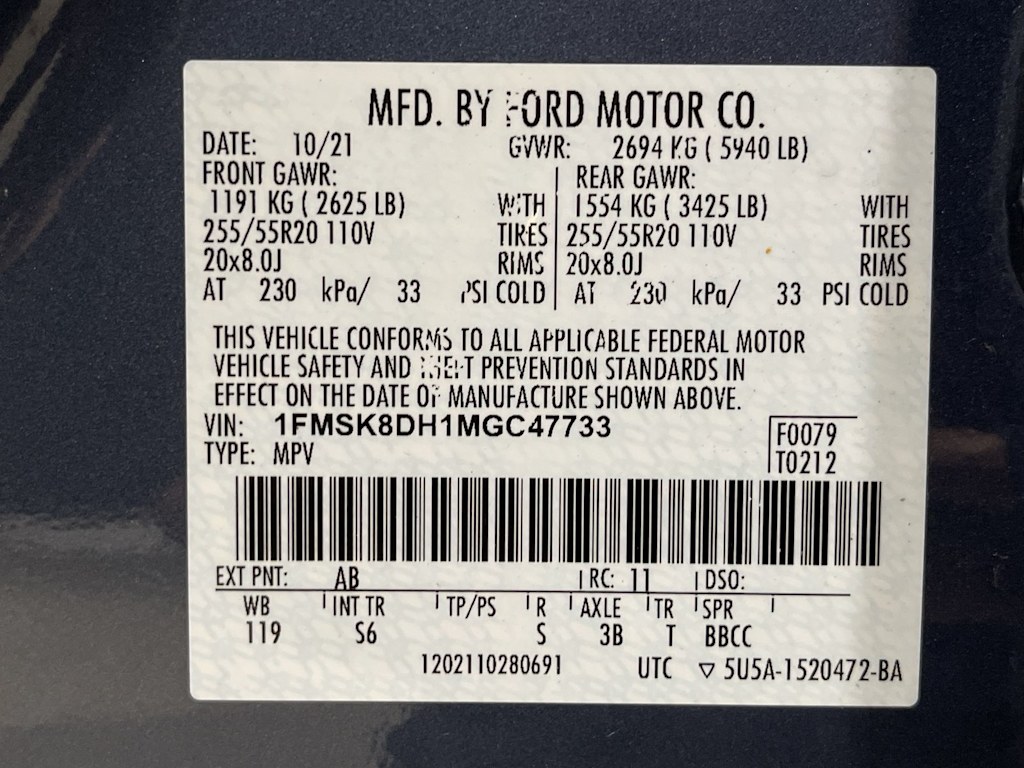 MFD. BY FORD MOTOR CO.
DATE: 10/21 GVWR: 2694 KG ( 5940 LB)
FRONT GAWR: REAR GAWR:
1191 KG ( 2625 LB) WITH 1554 KG ( 3425 LB) WITH
255/55R20 110V TIRES 255/55R20 110V TIRES
20x8.0J RIMS 20x8.0J RIMS
AT 230 kPa/ 33 PSI COLD AT 230 kPa/ 33 PSI COLD
THIS VEHICLE CONFORMS TO ALL APPLICABLE FEDERAL MOTOR
VEHICLE SAFETY AND THEFT PREVENTION STANDARDS IN
EFFECT ON THE DATE OF MANUFACTURE SHOWN ABOVE.
VIN: 1FMSK8DH1MGC47733 F0079
TYPE: MPV T0212
EXT PNT: AB RC: 11 DSO:
WB INT TR TP/PS R AXLE TR SPR
119 S6 S 3B T BBCC
1202110280691 UTC ▽ 5U5A-1520472-BA